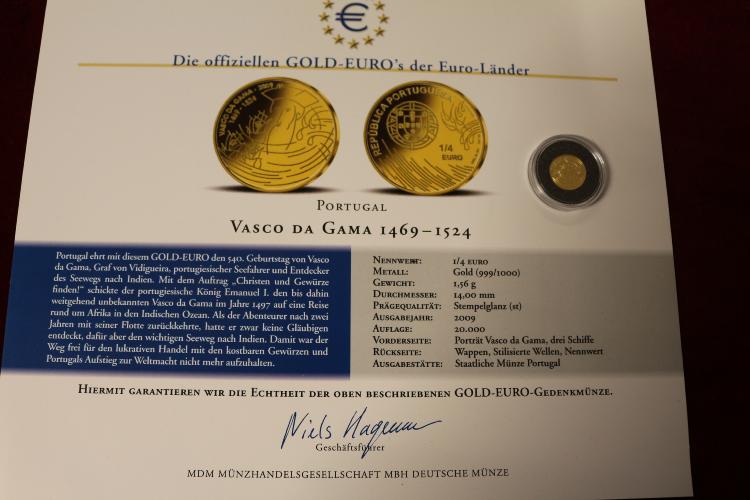 €
Die offiziellen GOLD-EURO's der Euro-Länder
VASCO DA GAMA · 2009
1469 · 1524
REPÚBLICA PORTUGUESA
1/4
EURO
PORTUGAL
VASCO DA GAMA 1469–1524
Portugal ehrt mit diesem GOLD-EURO den 540. Geburtstag von Vasco
da Gama, Graf von Vidigueira, portugiesischer Seefahrer und Entdecker
des Seewegs nach Indien. Mit dem Auftrag „Christen und Gewürze
finden!" schickte der portugiesische König Emanuel I. den bis dahin
weitgehend unbekannten Vasco da Gama im Jahre 1497 auf eine Reise
rund um Afrika in den Indischen Ozean. Als der Abenteurer nach zwei
Jahren mit seiner Flotte zurückkehrte, hatte er zwar keine Gläubigen
entdeckt, dafür aber den wichtigen Seeweg nach Indien. Damit war der
Weg frei für den lukrativen Handel mit den kostbaren Gewürzen und
Portugals Aufstieg zur Weltmacht nicht mehr aufzuhalten.
NENNWERT: 1/4 EURO
METALL: Gold (999/1000)
GEWICHT: 1,56 g
DURCHMESSER: 14,00 mm
PRÄGEQUALITÄT: Stempelglanz (st)
AUSGABEJAHR: 2009
AUFLAGE: 20.000
VORDERSEITE: Porträt Vasco da Gama, drei Schiffe
RÜCKSEITE: Wappen, Stilisierte Wellen, Nennwert
AUSGABESTÄTTE: Staatliche Münze Portugal
HIERMIT GARANTIEREN WIR DIE ECHTHEIT DER OBEN BESCHRIEBENEN GOLD-EURO-GEDENKMÜNZE.
Niels Hagemann
Geschäftsführer
MDM MÜNZHANDELSGESELLSCHAFT MBH DEUTSCHE MÜNZE